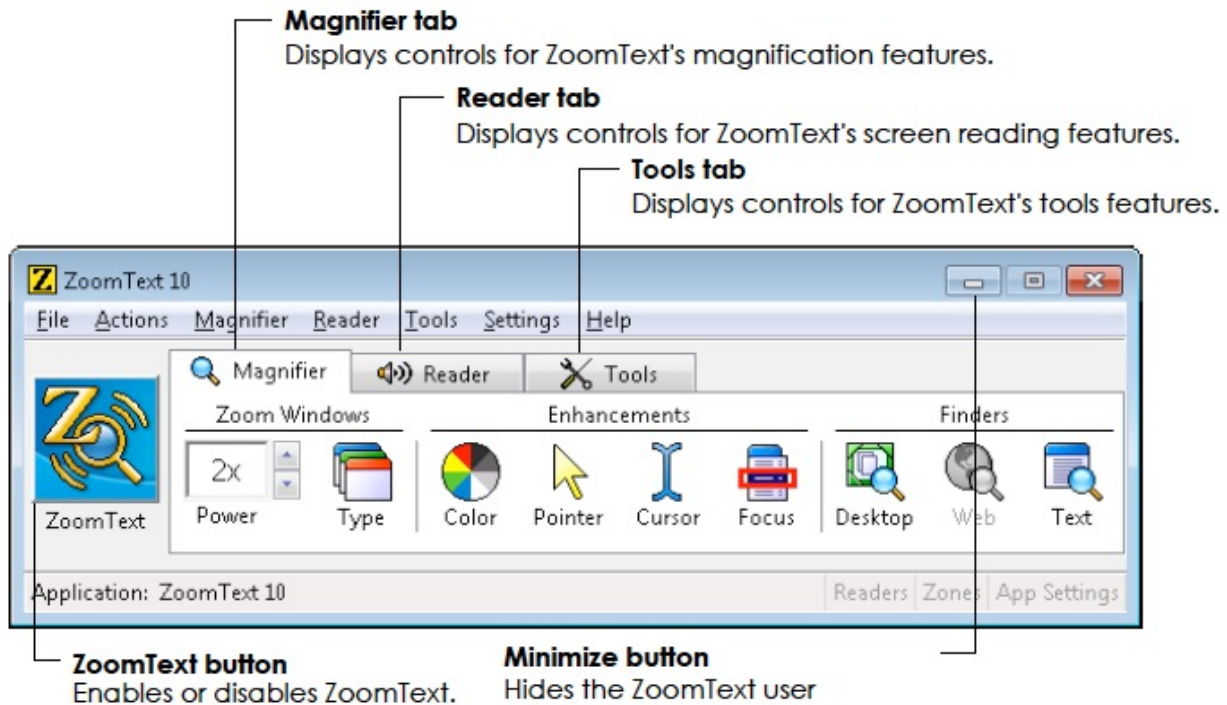 Magnifier tab
Displays controls for ZoomText's magnification features.
Reader tab
Displays controls for ZoomText's screen reading features.
Tools tab
Displays controls for ZoomText's tools features.
Z ZoomText 10
File Actions Magnifier Reader Tools Settings Help
Magnifier Reader Tools
Zoom Windows Enhancements Finders
2x
ZoomText Power Type Color Pointer Cursor Focus Desktop Web Text
Application: ZoomText 10 Readers Zones App Settings
ZoomText button
Enables or disables ZoomText.
Minimize button
Hides the ZoomText user